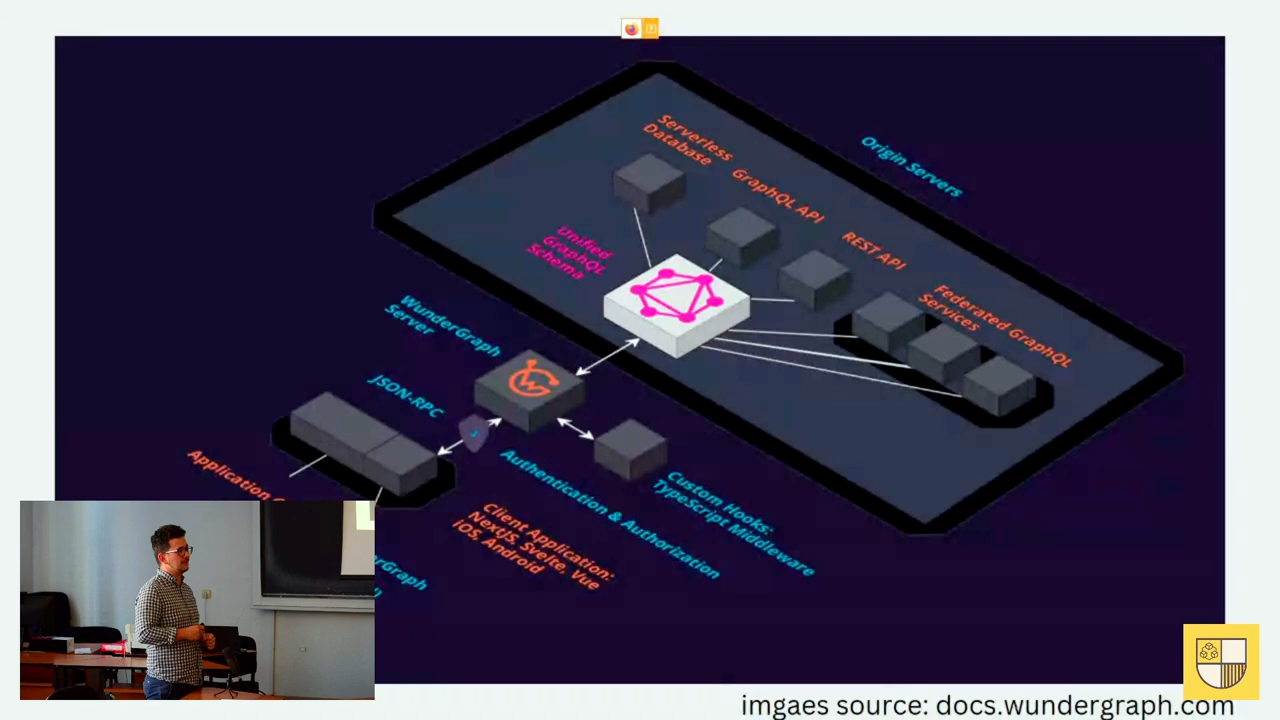 Serverless
Database
GraphQL API
REST API
Origin Servers
Unified
GraphQL
Schema
Federated GraphQL
Services
WunderGraph
Server
JSON-RPC
Application
Authentication & Authorization
Custom Hooks:
TypeScript Middleware
Client Application:
NextJS, Svelte, Vue
iOS, Android
imgaes source: docs.wundergraph.com